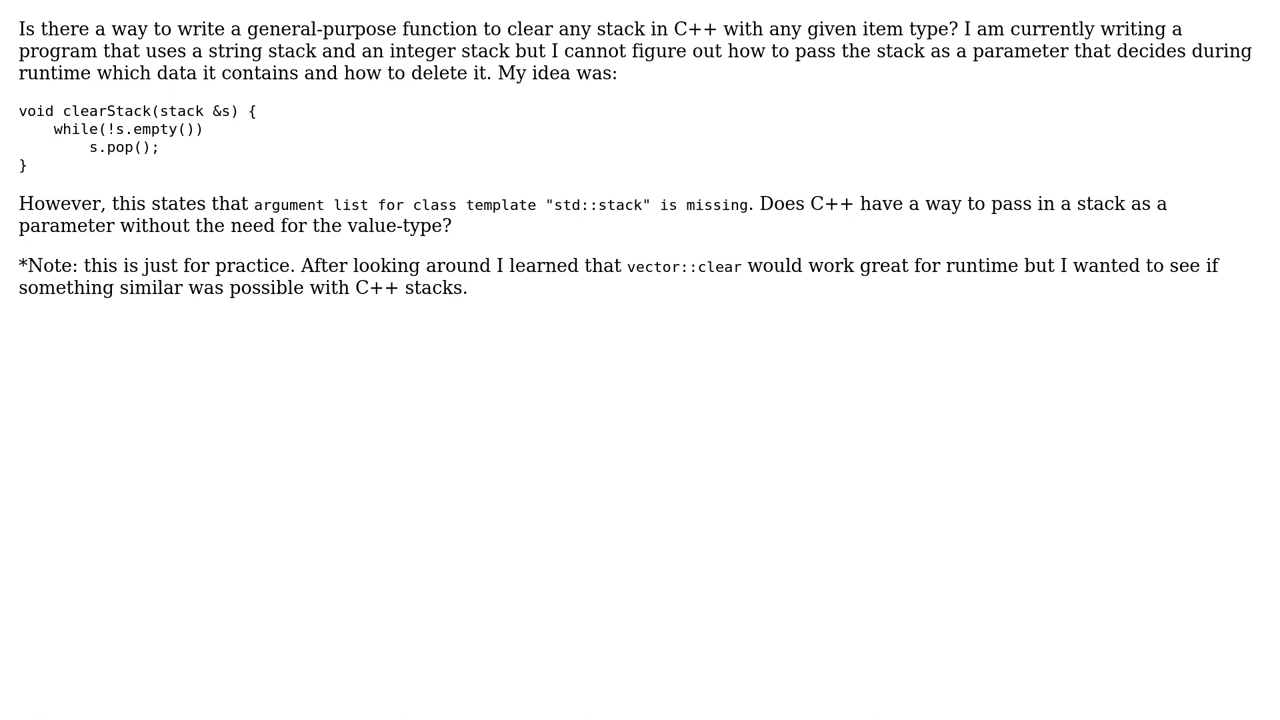 Is there a way to write a general-purpose function to clear any stack in C++ with any given item type? I am currently writing a
program that uses a string stack and an integer stack but I cannot figure out how to pass the stack as a parameter that decides during
runtime which data it contains and how to delete it. My idea was:
void clearStack(stack &s) {
    while(!s.empty())
        s.pop();
}
However, this states that argument list for class template "std::stack" is missing. Does C++ have a way to pass in a stack as a
parameter without the need for the value-type?
*Note: this is just for practice. After looking around I learned that vector::clear would work great for runtime but I wanted to see if
something similar was possible with C++ stacks.